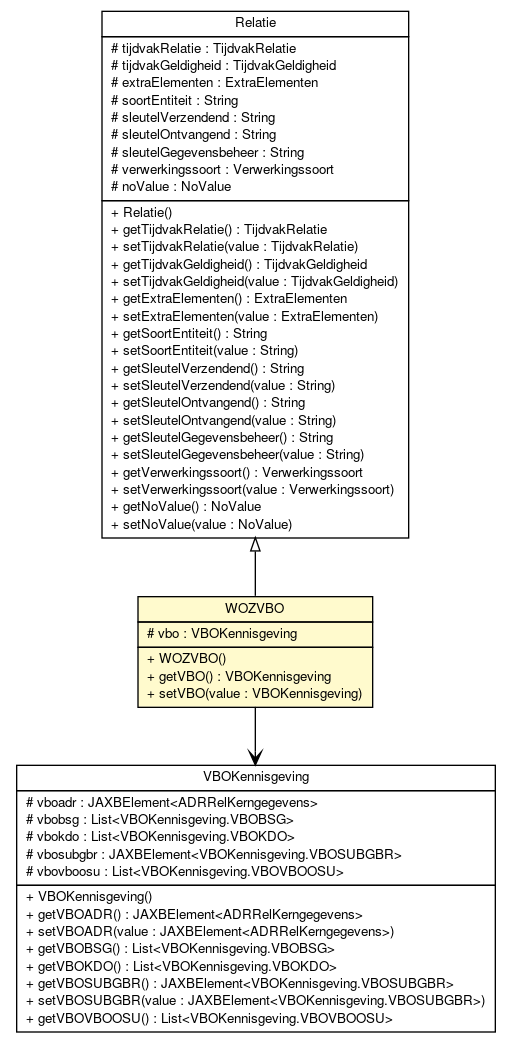 Relatie
# tijdvakRelatie : TijdvakRelatie
# tijdvakGeldigheid : TijdvakGeldigheid
# extraElementen : ExtraElementen
# soortEntiteit : String
# sleutelVerzendend : String
# sleutelOntvangend : String
# sleutelGegevensbeheer : String
# verwerkingssoort : Verwerkingssoort
# noValue : NoValue
+ Relatie()
+ getTijdvakRelatie() : TijdvakRelatie
+ setTijdvakRelatie(value : TijdvakRelatie)
+ getTijdvakGeldigheid() : TijdvakGeldigheid
+ setTijdvakGeldigheid(value : TijdvakGeldigheid)
+ getExtraElementen() : ExtraElementen
+ setExtraElementen(value : ExtraElementen)
+ getSoortEntiteit() : String
+ setSoortEntiteit(value : String)
+ getSleutelVerzendend() : String
+ setSleutelVerzendend(value : String)
+ getSleutelOntvangend() : String
+ setSleutelOntvangend(value : String)
+ getSleutelGegevensbeheer() : String
+ setSleutelGegevensbeheer(value : String)
+ getVerwerkingssoort() : Verwerkingssoort
+ setVerwerkingssoort(value : Verwerkingssoort)
+ getNoValue() : NoValue
+ setNoValue(value : NoValue)
WOZVBO
# vbo : VBOKennisgeving
+ WOZVBO()
+ getVBO() : VBOKennisgeving
+ setVBO(value : VBOKennisgeving)
VBOKennisgeving
# vboadr : JAXBElement<ADRRelKerngegevens>
# vbobsg : List<VBOKennisgeving.VBOBSG>
# vbokdo : List<VBOKennisgeving.VBOKDO>
# vbosubgbr : JAXBElement<VBOKennisgeving.VBOSUBGBR>
# vbovboosu : List<VBOKennisgeving.VBOVBOOSU>
+ VBOKennisgeving()
+ getVBOADR() : JAXBElement<ADRRelKerngegevens>
+ setVBOADR(value : JAXBElement<ADRRelKerngegevens>)
+ getVBOBSG() : List<VBOKennisgeving.VBOBSG>
+ getVBOKDO() : List<VBOKennisgeving.VBOKDO>
+ getVBOSUBGBR() : JAXBElement<VBOKennisgeving.VBOSUBGBR>
+ setVBOSUBGBR(value : JAXBElement<VBOKennisgeving.VBOSUBGBR>)
+ getVBOVBOOSU() : List<VBOKennisgeving.VBOVBOOSU>